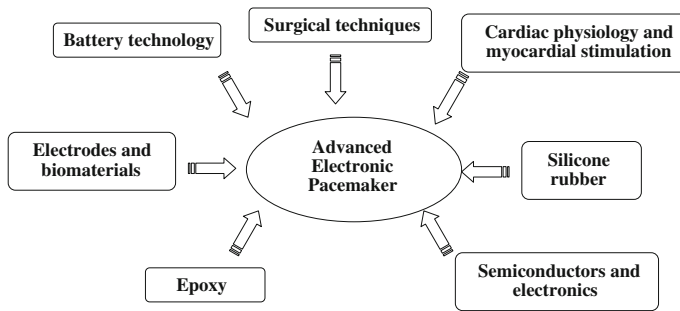 Surgical techniques
Battery technology
Cardiac physiology and
myocardial stimulation
Electrodes and
biomaterials
Advanced
Electronic
Pacemaker
Silicone
rubber
Epoxy
Semiconductors and
electronics